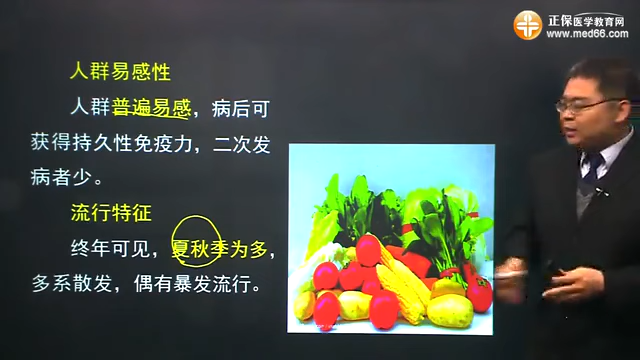 正保医学教育网
www.med66.com
人群易感性
人群普遍易感，病后可
获得持久性免疫力，二次发
病者少。
流行特征
终年可见，夏秋季为多，
多系散发，偶有暴发流行。